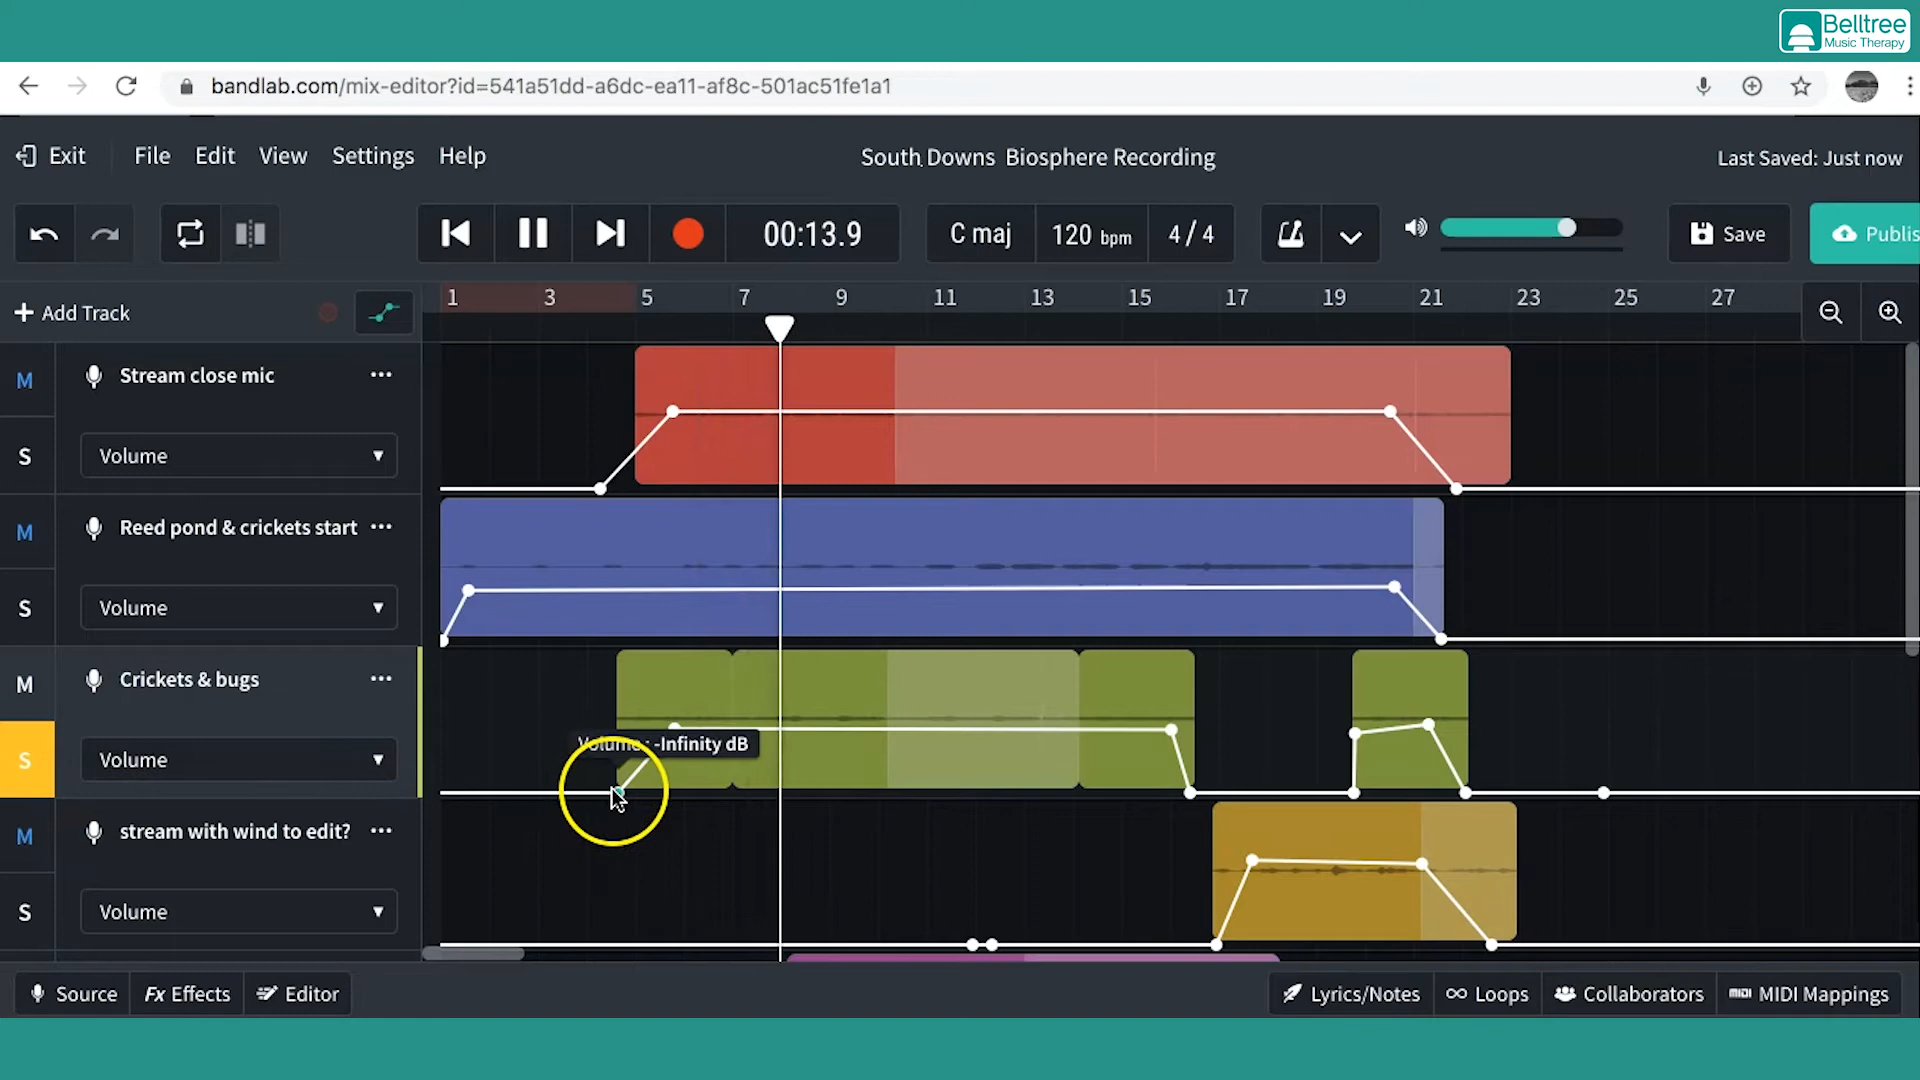 Belltree
Music Therapy
bandlab.com/mix-editor?id=541a51dd-a6dc-ea11-af8c-501ac51fe1a1
Exit File Edit View Settings Help South Downs Biosphere Recording Last Saved: Just now
00:13.9 C maj 120 bpm 4 / 4 Save Publis
+ Add Track 1 3 5 7 9 11 13 15 17 19 21 23 25 27
M Stream close mic ...
S Volume
M Reed pond & crickets start ...
S Volume
M Crickets & bugs ...
Volume: -Infinity dB
S Volume
M stream with wind to edit? ...
S Volume
Source Fx Effects Editor Lyrics/Notes Loops Collaborators MIDI MIDI Mappings